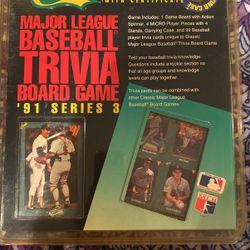 WITH CERTIFICATE
MAJOR LEAGUE
BASEBALL
TRIVIA
BOARD GAME
'91 SERIES 3
Game Includes: 1 Game Board with Action
Spinner, 4 MICRO Player Pieces with 4
Stands, Carrying Case, and 99 Baseball
player trivia cards unique to Classic
Major League Baseball Trivia Board Game
Test your baseball trivia knowledge.
Questions include a rookie section so
that all age groups and knowledge
levels can play together.
Trivia cards can be combined with
other Classic Major League
Baseball Board Games.